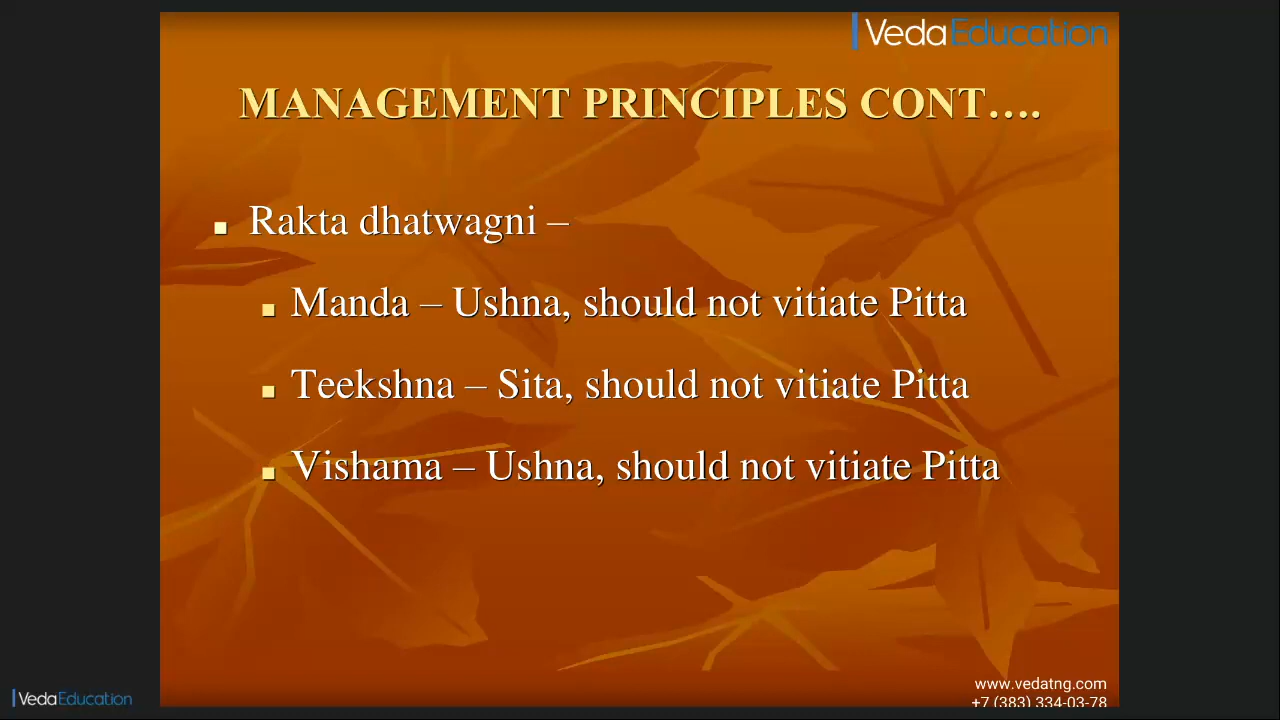 VedaEducation
MANAGEMENT PRINCIPLES CONT….
Rakta dhatwagni –
Manda – Ushna, should not vitiate Pitta
Teekshna – Sita, should not vitiate Pitta
Vishama – Ushna, should not vitiate Pitta
www.vedatng.com
+7 (383) 334-03-78
VedaEducation